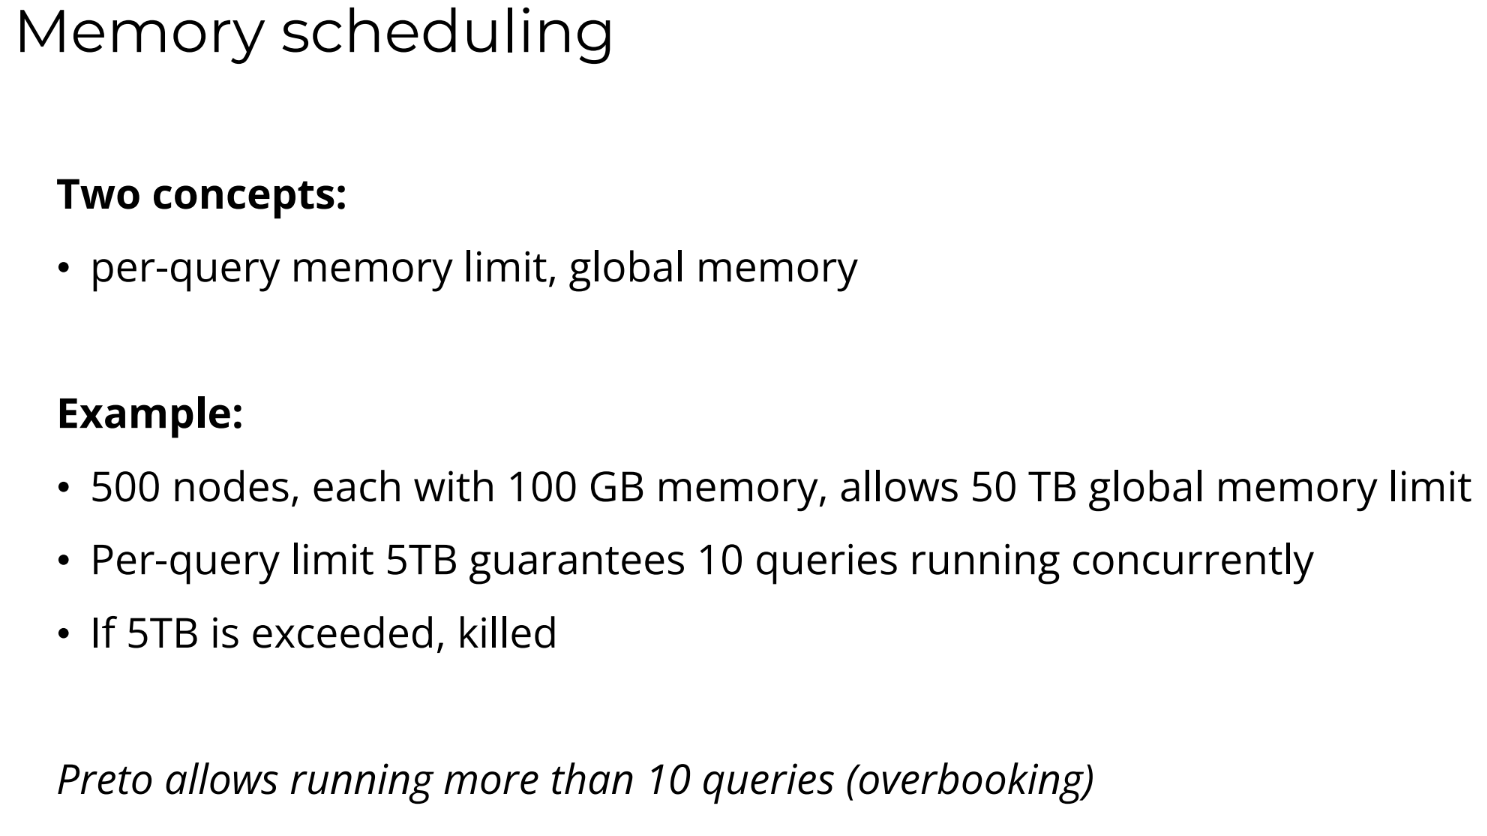 Memory scheduling
Two concepts:
• per-query memory limit, global memory
Example:
• 500 nodes, each with 100 GB memory, allows 50 TB global memory limit
• Per-query limit 5TB guarantees 10 queries running concurrently
• If 5TB is exceeded, killed
Preto allows running more than 10 queries (overbooking)